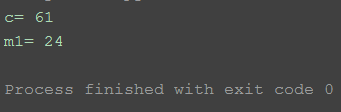 c= 61
m1= 24
Process finished with exit code 0